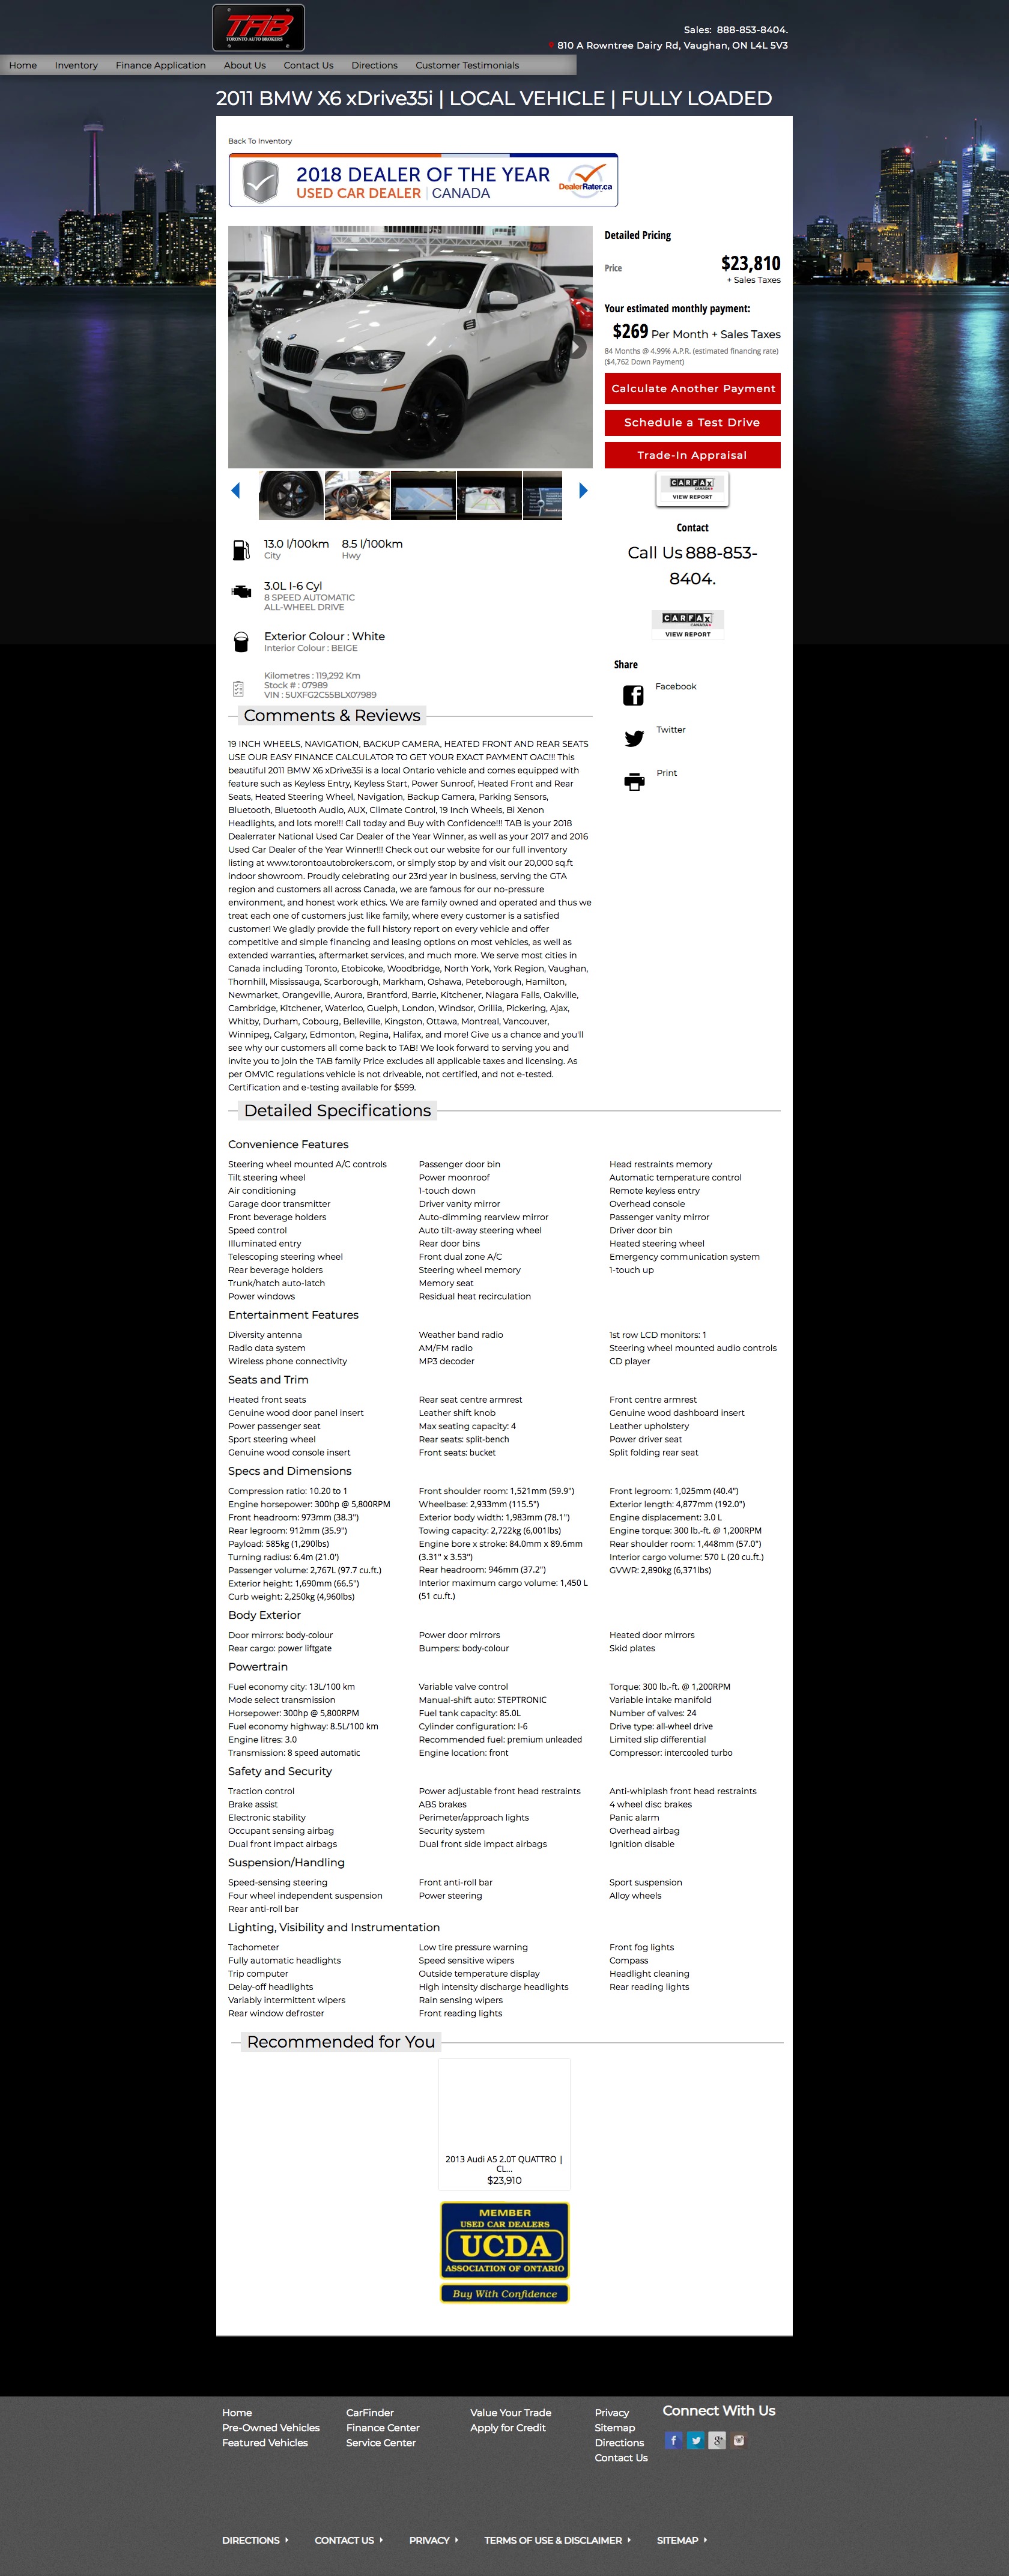 TAB
TORONTO AUTO BROKERS
Sales: 888-853-8404.
810 A Rowntree Dairy Rd, Vaughan, ON L4L 5V3
Home Inventory Finance Application About Us Contact Us Directions Customer Testimonials
2011 BMW X6 xDrive35i | LOCAL VEHICLE | FULLY LOADED
Back To Inventory
2018 DEALER OF THE YEAR
USED CAR DEALER | CANADA
DealerRater.ca
Detailed Pricing
Price $23,810
+ Sales Taxes
Your estimated monthly payment:
$269 Per Month + Sales Taxes
84 Months @ 4.99% A.P.R. (estimated financing rate)
($4,762 Down Payment)
Calculate Another Payment
Schedule a Test Drive
Trade-In Appraisal
CARFAX
CANADA
VIEW REPORT
Contact
Call Us 888-853-
8404.
CARFAX
CANADA
VIEW REPORT
Share
Facebook
Twitter
Print
13.0 l/100km 8.5 l/100km
City Hwy
3.0L I-6 Cyl
8 SPEED AUTOMATIC
ALL-WHEEL DRIVE
Exterior Colour : White
Interior Colour : BEIGE
Kilometres : 119,292 Km
Stock # : 07989
VIN : 5UXFG2C55BLX07989
Comments & Reviews
19 INCH WHEELS, NAVIGATION, BACKUP CAMERA, HEATED FRONT AND REAR SEATS
USE OUR EASY FINANCE CALCULATOR TO GET YOUR EXACT PAYMENT OAC!!! This
beautiful 2011 BMW X6 xDrive35i is a local Ontario vehicle and comes equipped with
feature such as Keyless Entry, Keyless Start, Power Sunroof, Heated Front and Rear
Seats, Heated Steering Wheel, Navigation, Backup Camera, Parking Sensors,
Bluetooth, Bluetooth Audio, AUX, Climate Control, 19 Inch Wheels, Bi Xenon
Headlights, and lots more!!! Call today and Buy with Confidence!!! TAB is your 2018
Dealerrater National Used Car Dealer of the Year Winner, as well as your 2017 and 2016
Used Car Dealer of the Year Winner!!! Check out our website for our full inventory
listing at www.torontoautobrokers.com, or simply stop by and visit our 20,000 sq.ft
indoor showroom. Proudly celebrating our 23rd year in business, serving the GTA
region and customers all across Canada, we are famous for our no-pressure
environment, and honest work ethics. We are family owned and operated and thus we
treat each one of customers just like family, where every customer is a satisfied
customer! We gladly provide the full history report on every vehicle and offer
competitive and simple financing and leasing options on most vehicles, as well as
extended warranties, aftermarket services, and much more. We serve most cities in
Canada including Toronto, Etobicoke, Woodbridge, North York, York Region, Vaughan,
Thornhill, Mississauga, Scarborough, Markham, Oshawa, Peteborough, Hamilton,
Newmarket, Orangeville, Aurora, Brantford, Barrie, Kitchener, Niagara Falls, Oakville,
Cambridge, Kitchener, Waterloo, Guelph, London, Windsor, Orillia, Pickering, Ajax,
Whitby, Durham, Cobourg, Belleville, Kingston, Ottawa, Montreal, Vancouver,
Winnipeg, Calgary, Edmonton, Regina, Halifax, and more! Give us a chance and you'll
see why our customers all come back to TAB! We look forward to serving you and
invite you to join the TAB family Price excludes all applicable taxes and licensing. As
per OMVIC regulations vehicle is not driveable, not certified, and not e-tested.
Certification and e-testing available for $599.
Detailed Specifications
Convenience Features
Steering wheel mounted A/C controls Passenger door bin Head restraints memory
Tilt steering wheel Power moonroof Automatic temperature control
Air conditioning 1-touch down Remote keyless entry
Garage door transmitter Driver vanity mirror Overhead console
Front beverage holders Auto-dimming rearview mirror Passenger vanity mirror
Speed control Auto tilt-away steering wheel Driver door bin
Illuminated entry Rear door bins Heated steering wheel
Telescoping steering wheel Front dual zone A/C Emergency communication system
Rear beverage holders Steering wheel memory 1-touch up
Trunk/hatch auto-latch Memory seat
Power windows Residual heat recirculation
Entertainment Features
Diversity antenna Weather band radio 1st row LCD monitors: 1
Radio data system AM/FM radio Steering wheel mounted audio controls
Wireless phone connectivity MP3 decoder CD player
Seats and Trim
Heated front seats Rear seat centre armrest Front centre armrest
Genuine wood door panel insert Leather shift knob Genuine wood dashboard insert
Power passenger seat Max seating capacity: 4 Leather upholstery
Sport steering wheel Rear seats: split-bench Power driver seat
Genuine wood console insert Front seats: bucket Split folding rear seat
Specs and Dimensions
Compression ratio: 10.20 to 1 Front shoulder room: 1,521mm (59.9") Front legroom: 1,025mm (40.4")
Engine horsepower: 300hp @ 5,800RPM Wheelbase: 2,933mm (115.5") Exterior length: 4,877mm (192.0")
Front headroom: 973mm (38.3") Exterior body width: 1,983mm (78.1") Engine displacement: 3.0 L
Rear legroom: 912mm (35.9") Towing capacity: 2,722kg (6,001lbs) Engine torque: 300 lb.-ft. @ 1,200RPM
Payload: 585kg (1,290lbs) Engine bore x stroke: 84.0mm x 89.6mm Rear shoulder room: 1,448mm (57.0")
Turning radius: 6.4m (21.0') (3.31" x 3.53") Interior cargo volume: 570 L (20 cu.ft.)
Passenger volume: 2,767L (97.7 cu.ft.) Rear headroom: 946mm (37.2") GVWR: 2,890kg (6,371lbs)
Exterior height: 1,690mm (66.5") Interior maximum cargo volume: 1,450 L
Curb weight: 2,250kg (4,960lbs) (51 cu.ft.)
Body Exterior
Door mirrors: body-colour Power door mirrors Heated door mirrors
Rear cargo: power liftgate Bumpers: body-colour Skid plates
Powertrain
Fuel economy city: 13L/100 km Variable valve control Torque: 300 lb.-ft. @ 1,200RPM
Mode select transmission Manual-shift auto: STEPTRONIC Variable intake manifold
Horsepower: 300hp @ 5,800RPM Fuel tank capacity: 85.0L Number of valves: 24
Fuel economy highway: 8.5L/100 km Cylinder configuration: I-6 Drive type: all-wheel drive
Engine litres: 3.0 Recommended fuel: premium unleaded Limited slip differential
Transmission: 8 speed automatic Engine location: front Compressor: intercooled turbo
Safety and Security
Traction control Power adjustable front head restraints Anti-whiplash front head restraints
Brake assist ABS brakes 4 wheel disc brakes
Electronic stability Perimeter/approach lights Panic alarm
Occupant sensing airbag Security system Overhead airbag
Dual front impact airbags Dual front side impact airbags Ignition disable
Suspension/Handling
Speed-sensing steering Front anti-roll bar Sport suspension
Four wheel independent suspension Power steering Alloy wheels
Rear anti-roll bar
Lighting, Visibility and Instrumentation
Tachometer Low tire pressure warning Front fog lights
Fully automatic headlights Speed sensitive wipers Compass
Trip computer Outside temperature display Headlight cleaning
Delay-off headlights High intensity discharge headlights Rear reading lights
Variably intermittent wipers Rain sensing wipers
Rear window defroster Front reading lights
Recommended for You
2013 Audi A5 2.0T QUATTRO |
CL...
$23,910
MEMBER
USED CAR DEALERS
UCDA
ASSOCIATION OF ONTARIO
Buy With Confidence
Home CarFinder Value Your Trade Privacy Connect With Us
Pre-Owned Vehicles Finance Center Apply for Credit Sitemap
Featured Vehicles Service Center Directions
Contact Us
DIRECTIONS CONTACT US PRIVACY TERMS OF USE & DISCLAIMER SITEMAP